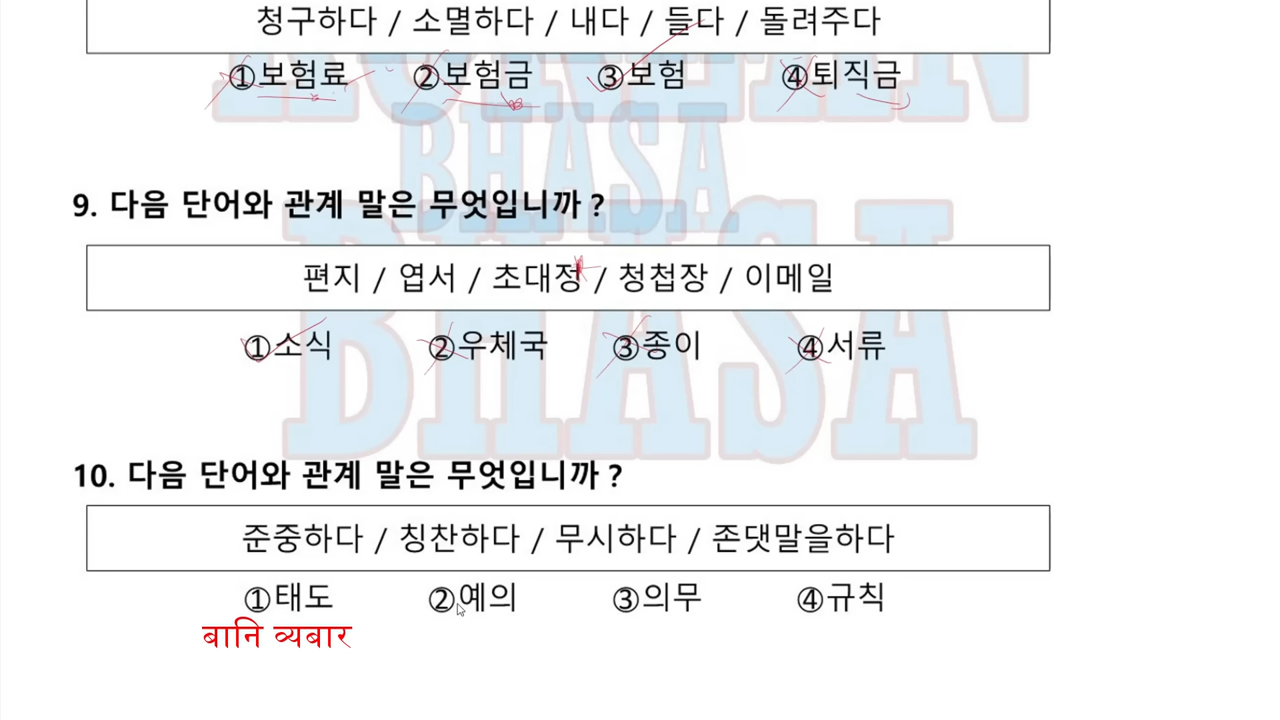 청구하다 / 소멸하다 / 내다 / 들다 / 돌려주다
①보험료 ②보험금 ③보험 ④퇴직금
BHASA
9. 다음 단어와 관계 말은 무엇입니까 ?
편지 / 엽서 / 초대정 / 청첩장 / 이메일
①소식 ②우체국 ③종이 ④서류
BHASA
BHASA
10. 다음 단어와 관계 말은 무엇입니까 ?
준중하다 / 칭찬하다 / 무시하다 / 존댓말을하다
①태도 ②예의 ③의무 ④규칙
बानि व्यबार